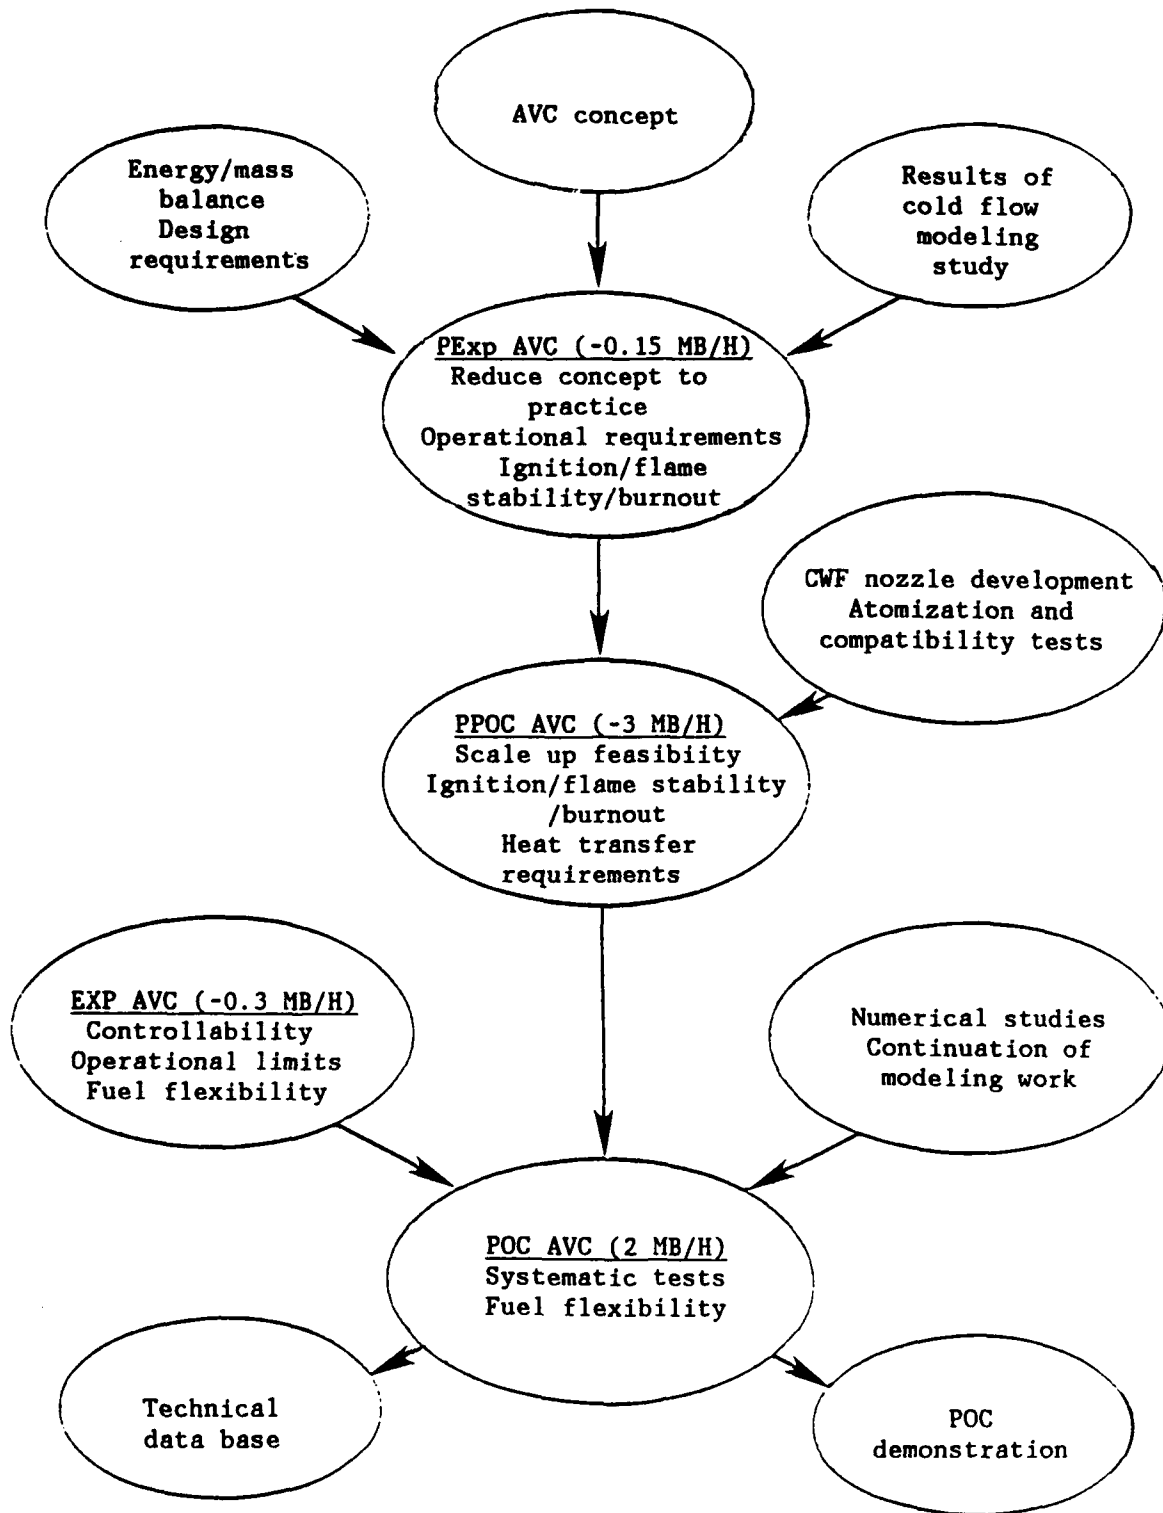 AVC concept
Energy/mass
balance
Design
requirements
Results of
cold flow
modeling
study
PExp AVC (-0.15 MB/H)
Reduce concept to
practice
Operational requirements
Ignition/flame
stability/burnout
CWF nozzle development
Atomization and
compatibility tests
PPOC AVC (-3 MB/H)
Scale up feasibiity
Ignition/flame stability
/burnout
Heat transfer
requirements
EXP AVC (-0.3 MB/H)
Controllability
Operational limits
Fuel flexibility
Numerical studies
Continuation of
modeling work
POC AVC (2 MB/H)
Systematic tests
Fuel flexibility
Technical
data base
POC
demonstration